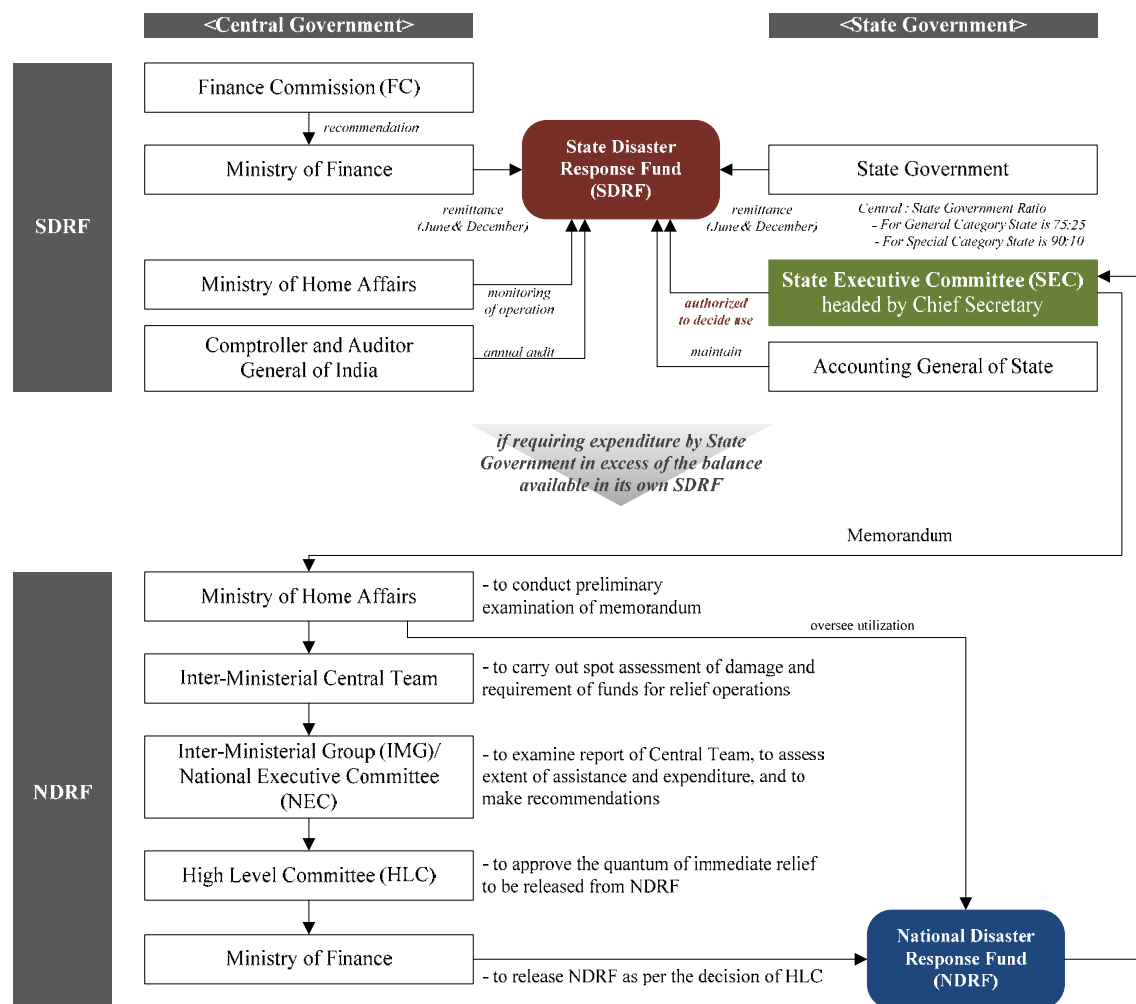 <Central Government>
<State Government>
SDRF
Finance Commission (FC)
recommendation
Ministry of Finance
State Disaster
Response Fund
(SDRF)
State Government
remittance
(June & December)
remittance
(June & December)
Central : State Government Ratio
- For General Category State is 75:25
- For Special Category State is 90:10
Ministry of Home Affairs
monitoring
of operation
authorized
to decide use
State Executive Committee (SEC)
headed by Chief Secretary
Comptroller and Auditor
General of India
annual audit
maintain
Accounting General of State
if requiring expenditure by State
Government in excess of the balance
available in its own SDRF
Memorandum
NDRF
Ministry of Home Affairs
- to conduct preliminary
examination of memorandum
oversee utilization
Inter-Ministerial Central Team
- to carry out spot assessment of damage and
requirement of funds for relief operations
Inter-Ministerial Group (IMG)/
National Executive Committee
(NEC)
- to examine report of Central Team, to assess
extent of assistance and expenditure, and to
make recommendations
High Level Committee (HLC)
- to approve the quantum of immediate relief
to be released from NDRF
Ministry of Finance
- to release NDRF as per the decision of HLC
National Disaster
Response Fund
(NDRF)